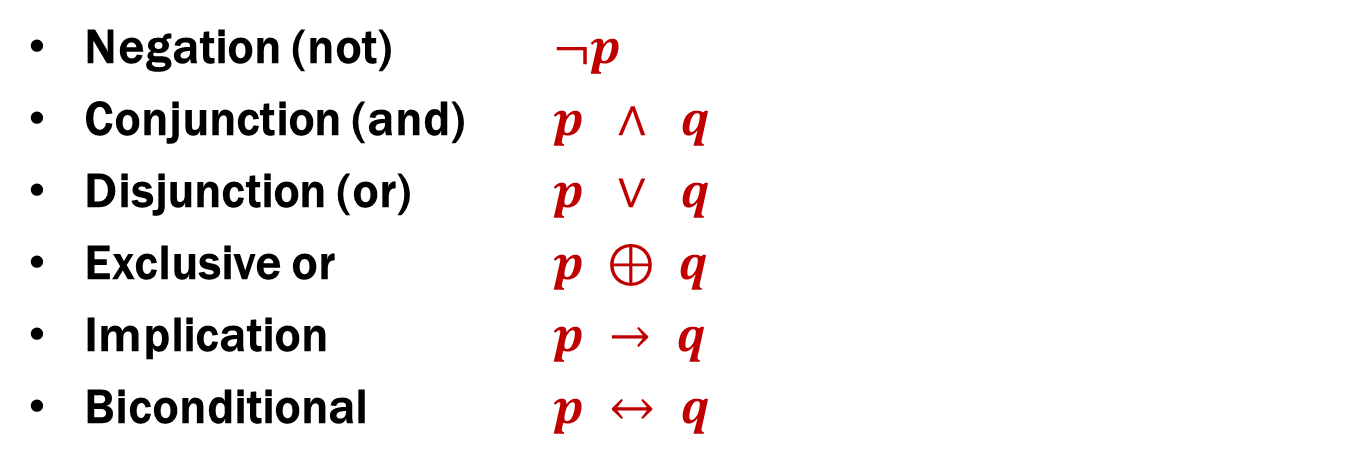 • Negation (not) ¬p
• Conjunction (and) p ∧ q
• Disjunction (or) p ∨ q
• Exclusive or p ⊕ q
• Implication p → q
• Biconditional p ↔ q